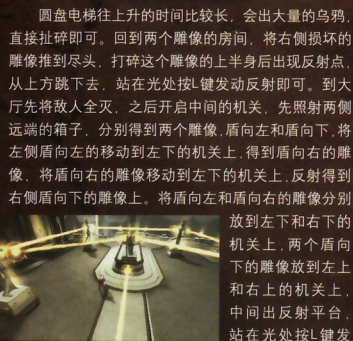 圆盘电梯往上升的时间比较长，会出大量的乌鸦，
直接扯碎即可。回到两个雕像的房间，将右侧损坏的
雕像推到尽头，打碎这个雕像的上半身后出现反射点，
从上方跳下去，站在光处按L键发动反射即可。到大
厅先将敌人全灭，之后开启中间的机关，先照射两侧
远端的箱子，分别得到两个雕像，盾向左和盾向下，将
左侧盾向左的移动到左下的机关上，得到盾向右的雕
像，将盾向右的雕像移动到左下的机关上，反射得到
右侧盾向下的雕像上。将盾向左和盾向右的雕像分别
放到左下和右下的
机关上，两个盾向
下的雕像放到左上
和右上的机关上，
中间出反射平台，
站在光处按L键发